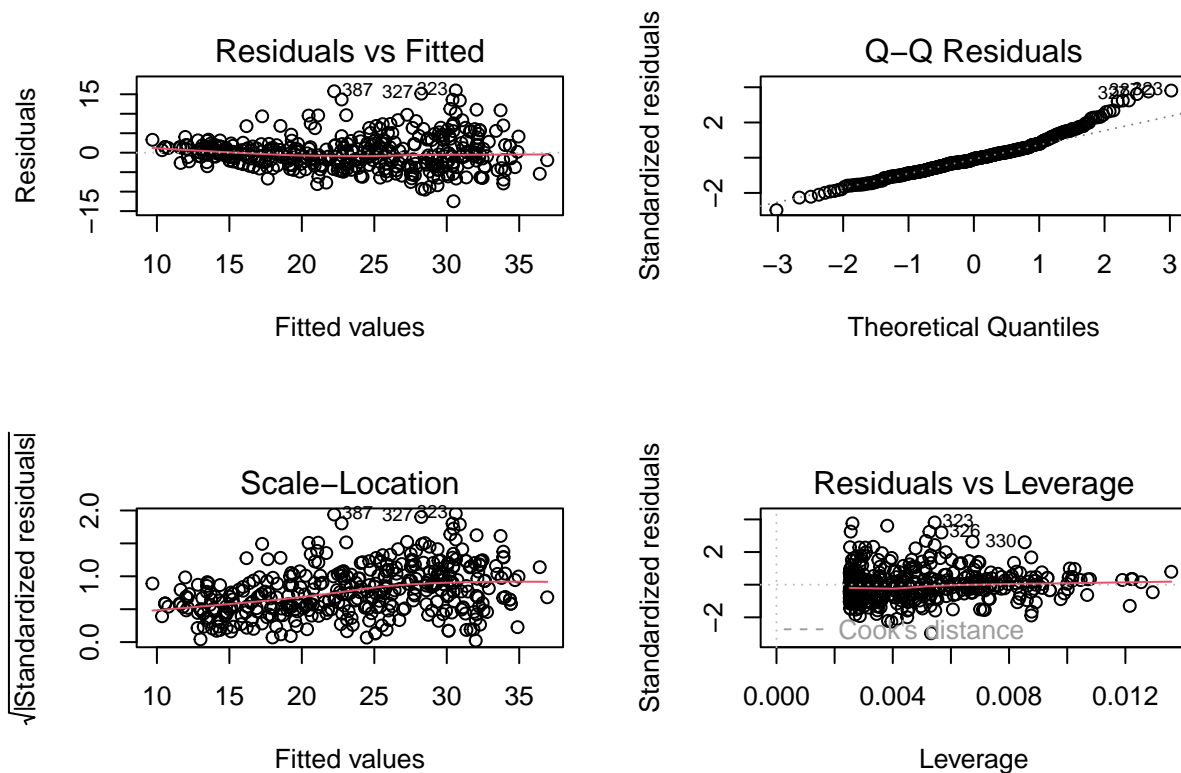 Residuals vs Fitted
Residuals
15
0
−15
387
327
323
10 15 20 25 30 35
Fitted values
Q−Q Residuals
Standardized residuals
2
−2
323
−3 −2 −1 0 1 2 3
Theoretical Quantiles
Scale−Location
√|Standardized residuals|
2.0
1.0
0.0
387
327
323
10 15 20 25 30 35
Fitted values
Residuals vs Leverage
Standardized residuals
2
−2
323
326
330
Cook's distance
0.000 0.004 0.008 0.012
Leverage